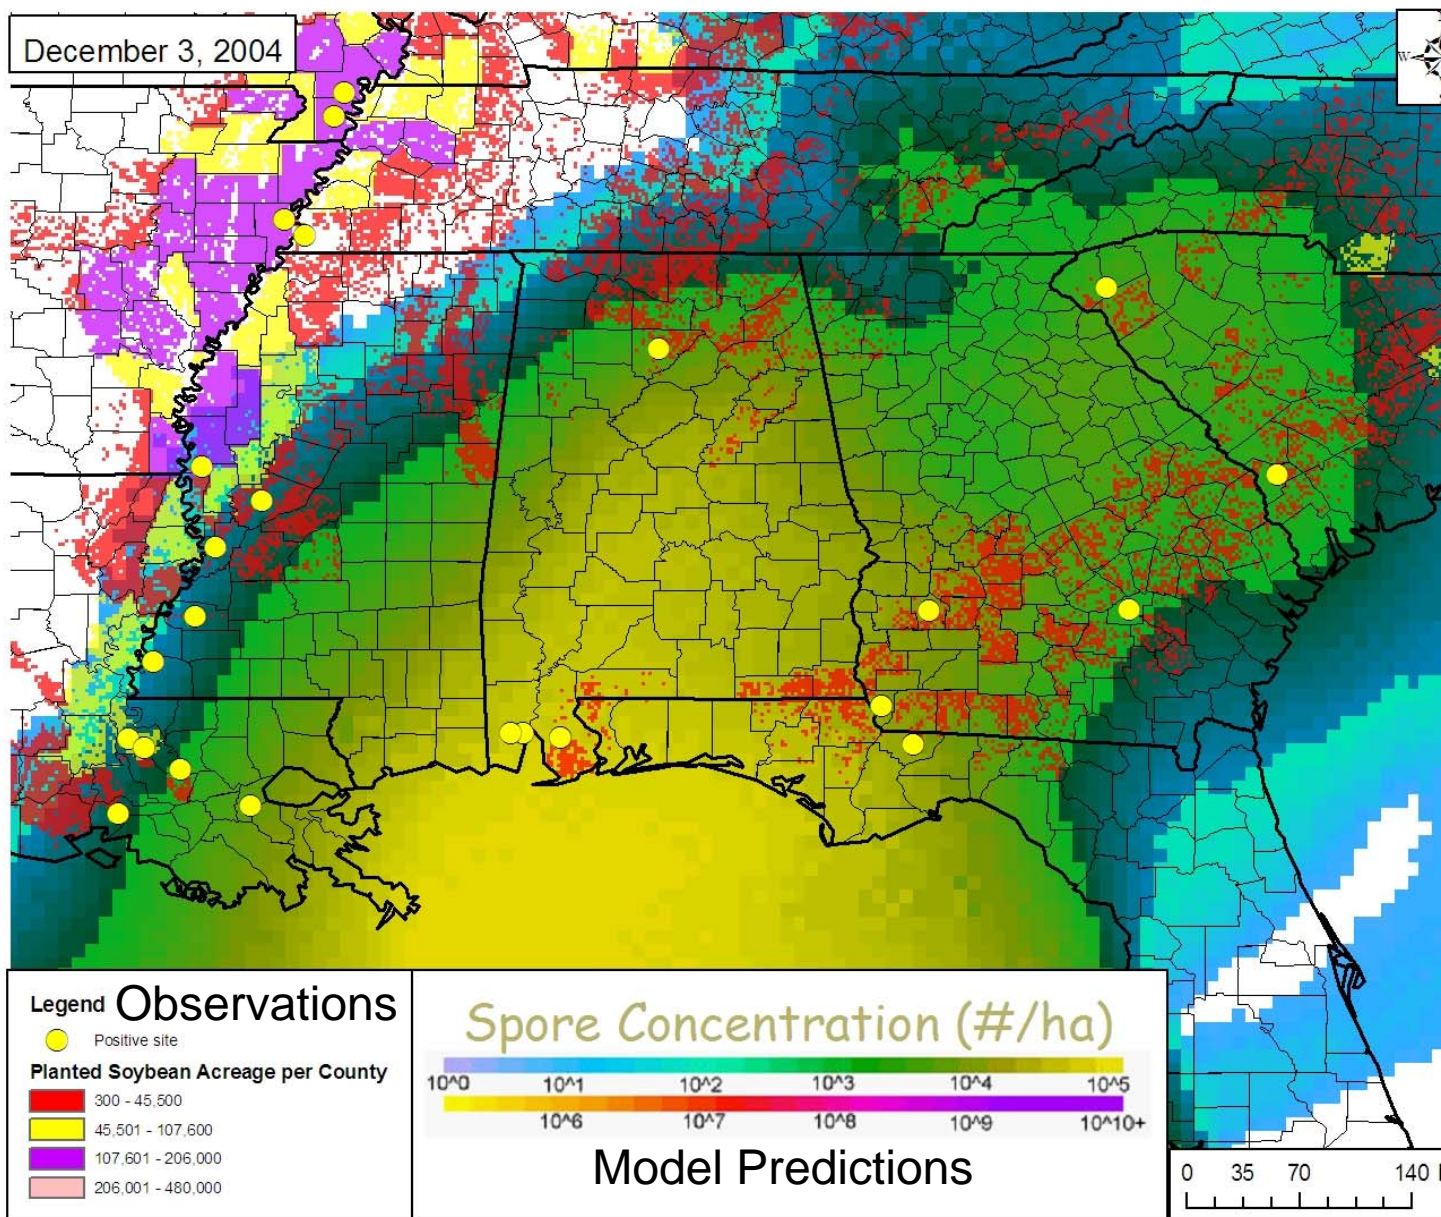 December 3, 2004
W
Legend Observations
Positive site
Planted Soybean Acreage per County
300 - 45,500
45,501 - 107,600
107,601 - 206,000
206,001 - 480,000
Spore Concentration (#/ha)
10^0 10^1 10^2 10^3 10^4 10^5
10^6 10^7 10^8 10^9 10^10+
Model Predictions
0 35 70 140